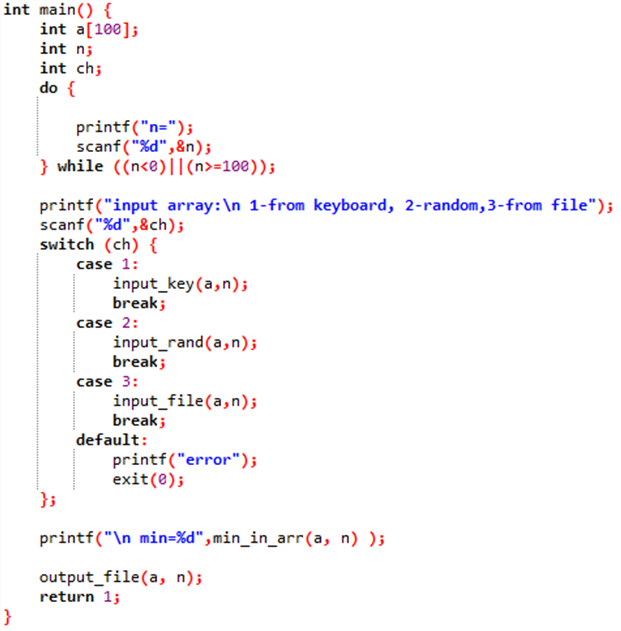 int main() {
    int a[100];
    int n;
    int ch;
    do {

        printf("n=");
        scanf("%d",&n);
    } while ((n<0)||(n>=100));

    printf("input array:\n 1-from keyboard, 2-random,3-from file");
    scanf("%d",&ch);
    switch (ch) {
        case 1:
            input_key(a,n);
            break;
        case 2:
            input_rand(a,n);
            break;
        case 3:
            input_file(a,n);
            break;
        default:
            printf("error");
            exit(0);
    };

    printf("\n min=%d",min_in_arr(a, n) );

    output_file(a, n);
    return 1;
}